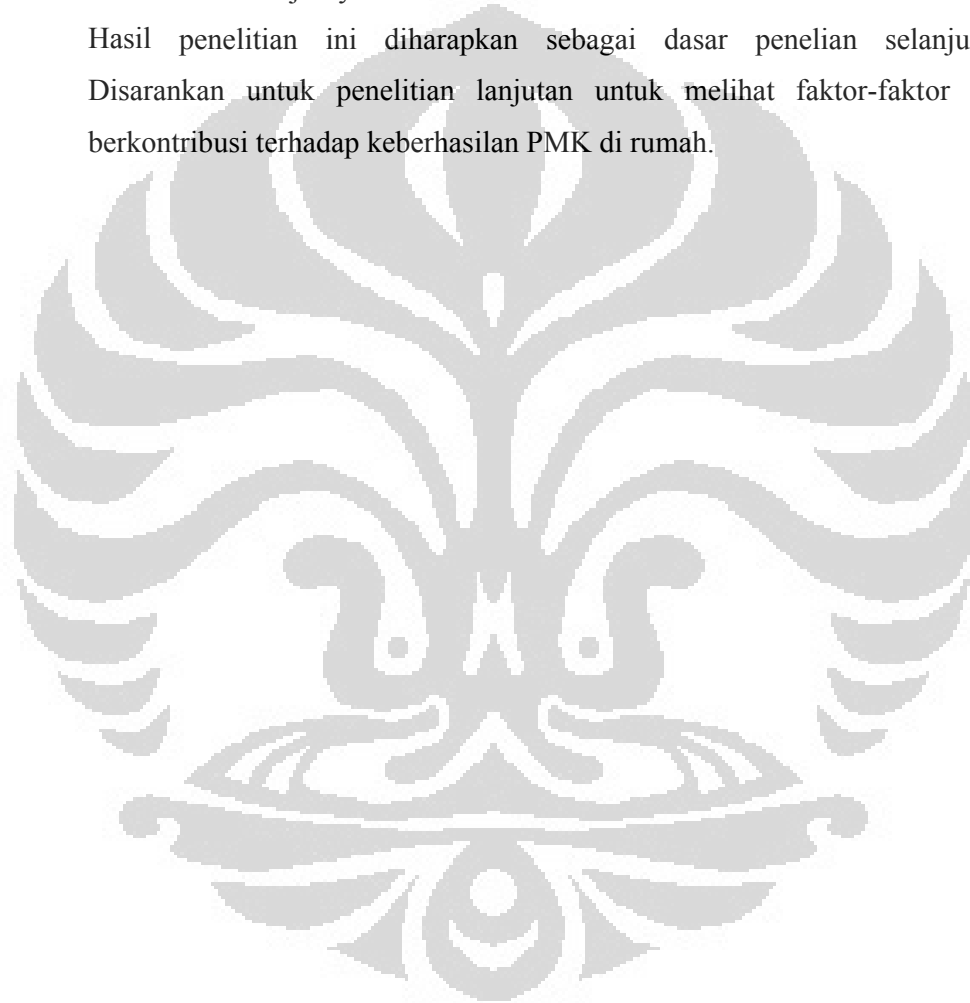 Hasil penelitian ini diharapkan sebagai dasar penelian selanju
Disarankan untuk penelitian lanjutan untuk melihat faktor-faktor
berkontribusi terhadap keberhasilan PMK di rumah.